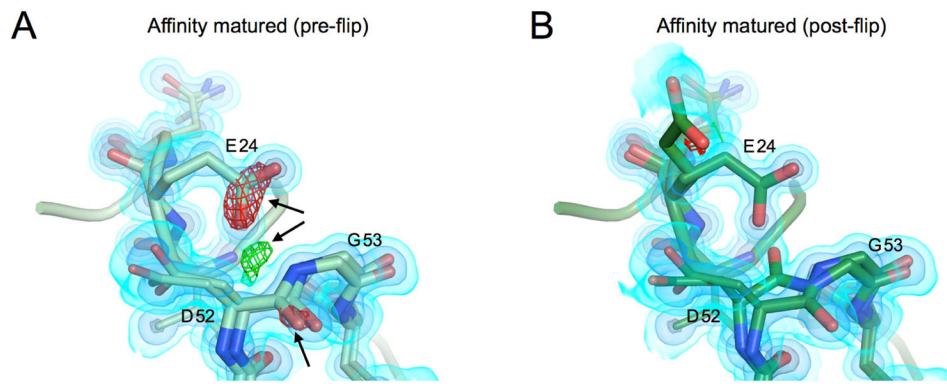 A
Affinity matured (pre-flip)
E24
G53
D52
B
Affinity matured (post-flip)
E24
G53
D52